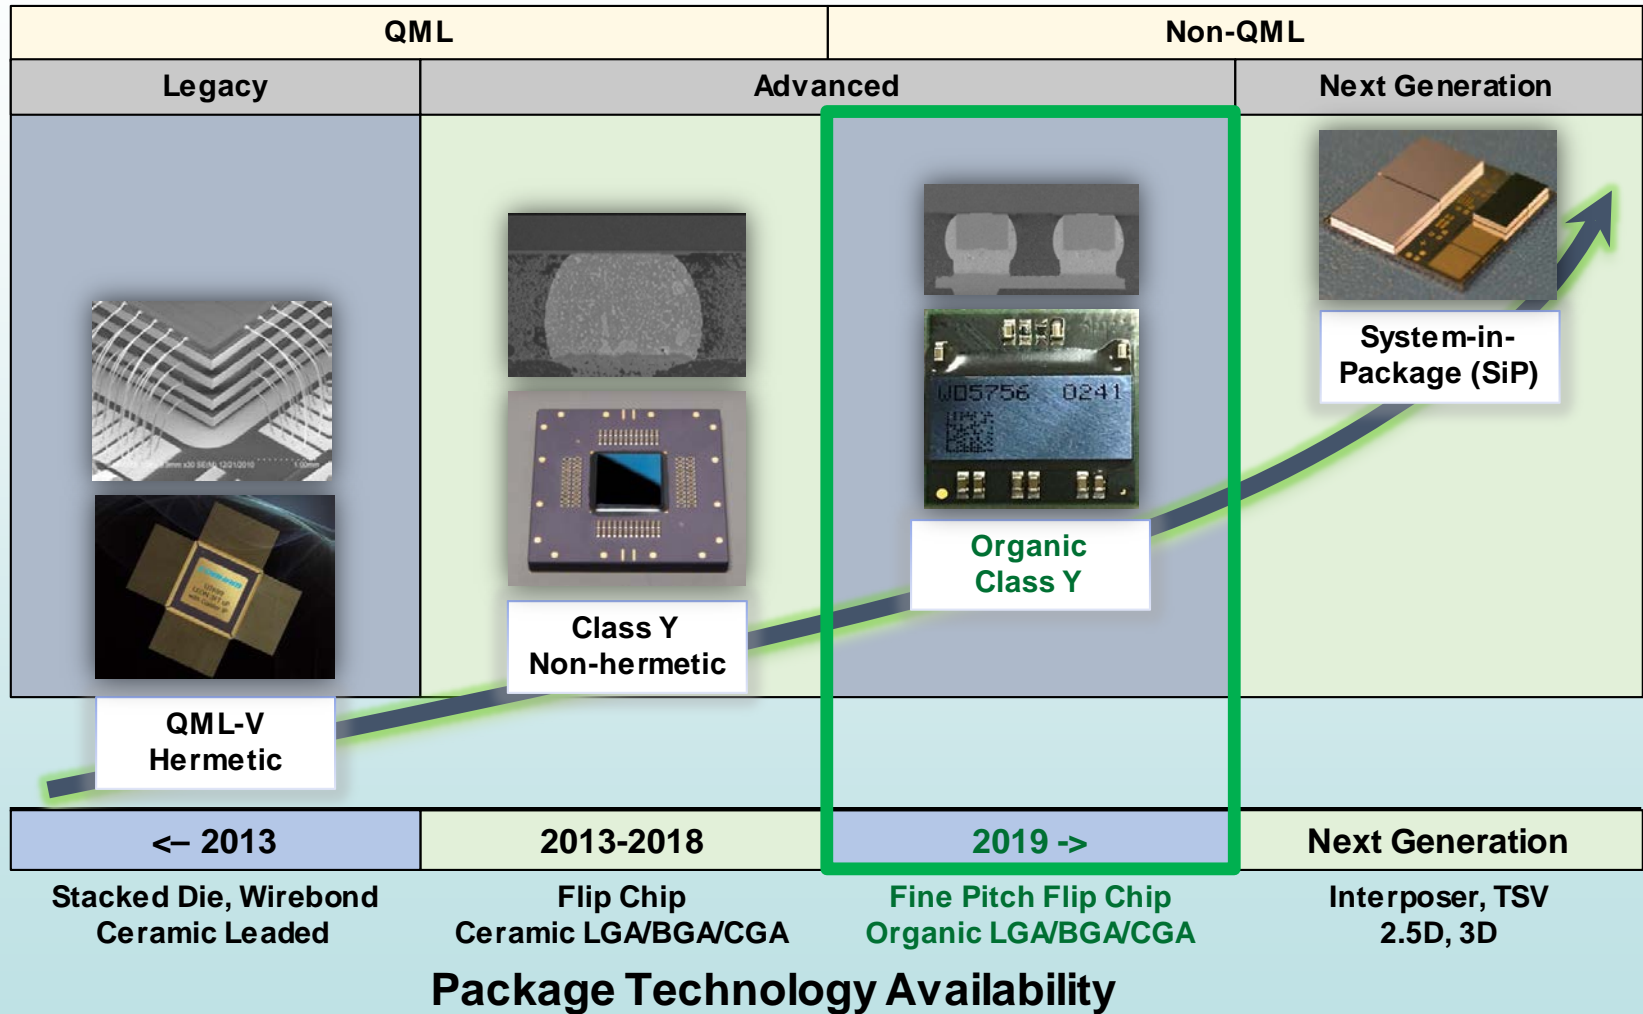 QML
Non-QML
Legacy
Advanced
Next Generation
System-in-
Package (SiP)
WD5756 0241
Organic
Class Y
Class Y
Non-hermetic
QML-V
Hermetic
<– 2013
2013-2018
2019 ->
Next Generation
Stacked Die, Wirebond
Ceramic Leaded
Flip Chip
Ceramic LGA/BGA/CGA
Fine Pitch Flip Chip
Organic LGA/BGA/CGA
Interposer, TSV
2.5D, 3D
Package Technology Availability